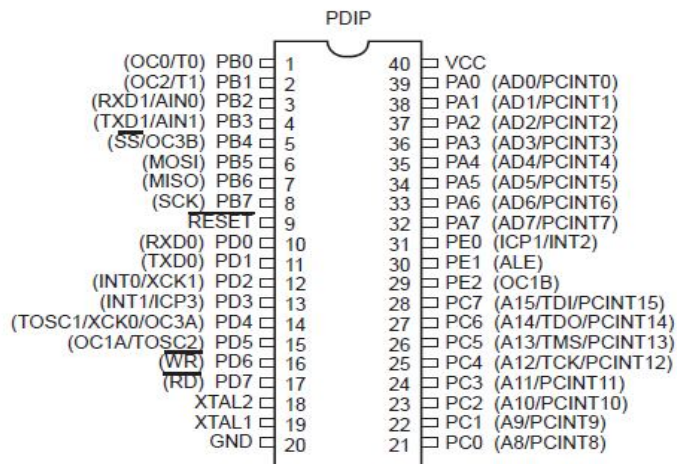 PDIP
(OC0/T0) PB0 1 40 VCC
(OC2/T1) PB1 2 39 PA0 (AD0/PCINT0)
(RXD1/AIN0) PB2 3 38 PA1 (AD1/PCINT1)
(TXD1/AIN1) PB3 4 37 PA2 (AD2/PCINT2)
(SS/OC3B) PB4 5 36 PA3 (AD3/PCINT3)
(MOSI) PB5 6 35 PA4 (AD4/PCINT4)
(MISO) PB6 7 34 PA5 (AD5/PCINT5)
(SCK) PB7 8 33 PA6 (AD6/PCINT6)
RESET 9 32 PA7 (AD7/PCINT7)
(RXD0) PD0 10 31 PE0 (ICP1/INT2)
(TXD0) PD1 11 30 PE1 (ALE)
(INT0/XCK1) PD2 12 29 PE2 (OC1B)
(INT1/ICP3) PD3 13 28 PC7 (A15/TDI/PCINT15)
(TOSC1/XCK0/OC3A) PD4 14 27 PC6 (A14/TDO/PCINT14)
(OC1A/TOSC2) PD5 15 26 PC5 (A13/TMS/PCINT13)
(WR) PD6 16 25 PC4 (A12/TCK/PCINT12)
(RD) PD7 17 24 PC3 (A11/PCINT11)
XTAL2 18 23 PC2 (A10/PCINT10)
XTAL1 19 22 PC1 (A9/PCINT9)
GND 20 21 PC0 (A8/PCINT8)